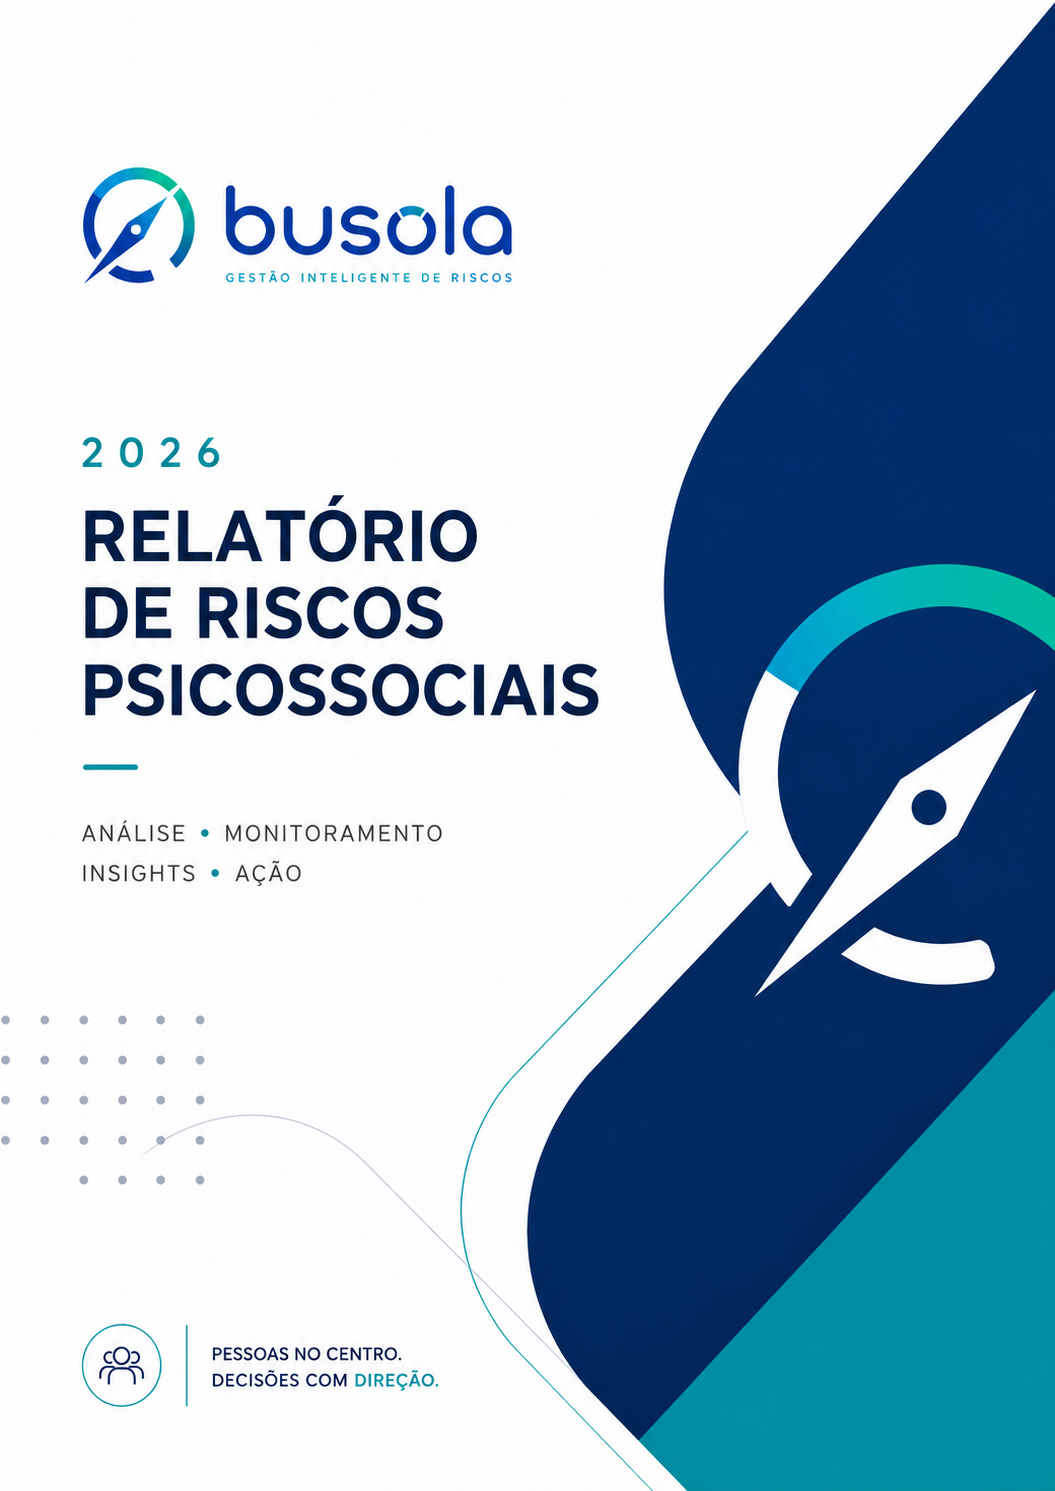 busola
GESTÃO INTELIGENTE DE RISCOS
2026
RELATÓRIO
DE RISCOS
PSICOSSOCIAIS
ANÁLISE • MONITORAMENTO
INSIGHTS • AÇÃO
PESSOAS NO CENTRO.
DECISÕES COM DIREÇÃO.